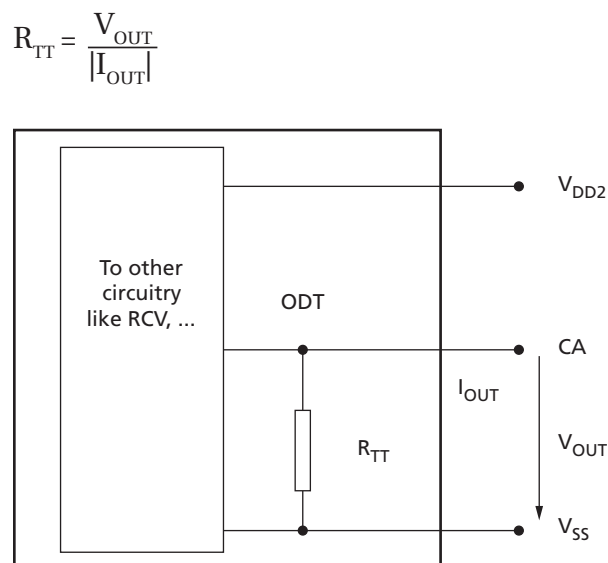 R_TT = V_OUT / |I_OUT|
V_DD2
To other
circuitry
like RCV, ...
ODT
CA
I_OUT
R_TT
V_OUT
V_SS